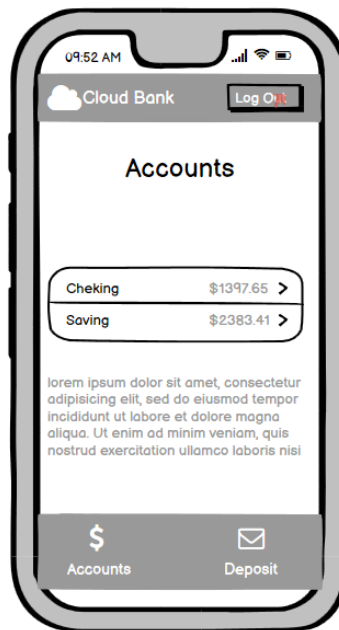 09:52 AM
Cloud Bank
Log Out
Accounts
Cheking $1397.65
Saving $2383.41
lorem ipsum dolor sit amet, consectetur
adipisicing elit, sed do eiusmod tempor
incididunt ut labore et dolore magna
aliqua. Ut enim ad minim veniam, quis
nostrud exercitation ullamco laboris nisi
Accounts
Deposit